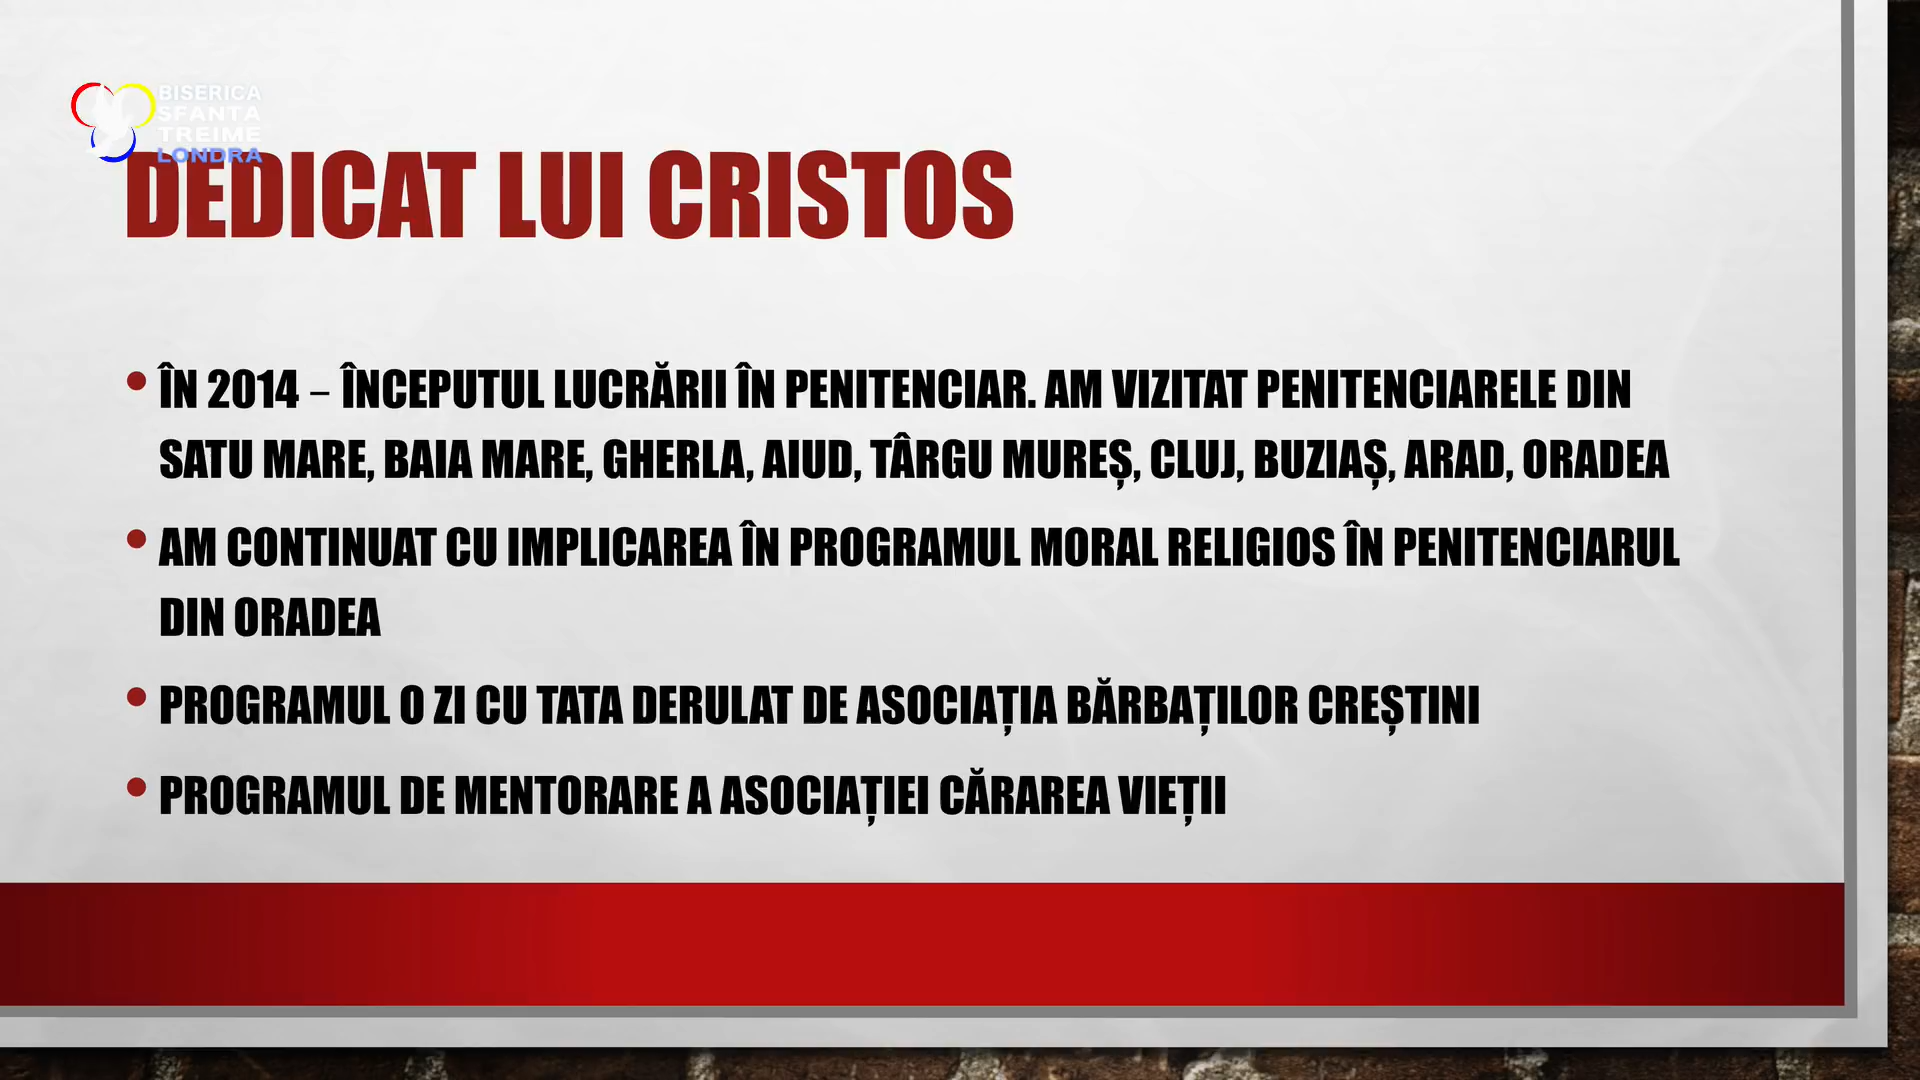 BISERICA
SFANTA
TREIME
LONDRA
DEDICAT LUI CRISTOS
• ÎN 2014 – ÎNCEPUTUL LUCRĂRII ÎN PENITENCIAR. AM VIZITAT PENITENCIARELE DIN
SATU MARE, BAIA MARE, GHERLA, AIUD, TÂRGU MUREȘ, CLUJ, BUZIAȘ, ARAD, ORADEA
• AM CONTINUAT CU IMPLICAREA ÎN PROGRAMUL MORAL RELIGIOS ÎN PENITENCIARUL
DIN ORADEA
• PROGRAMUL O ZI CU TATA DERULAT DE ASOCIAȚIA BĂRBAȚILOR CREȘTINI
• PROGRAMUL DE MENTORARE A ASOCIAȚIEI CĂRAREA VIEȚII